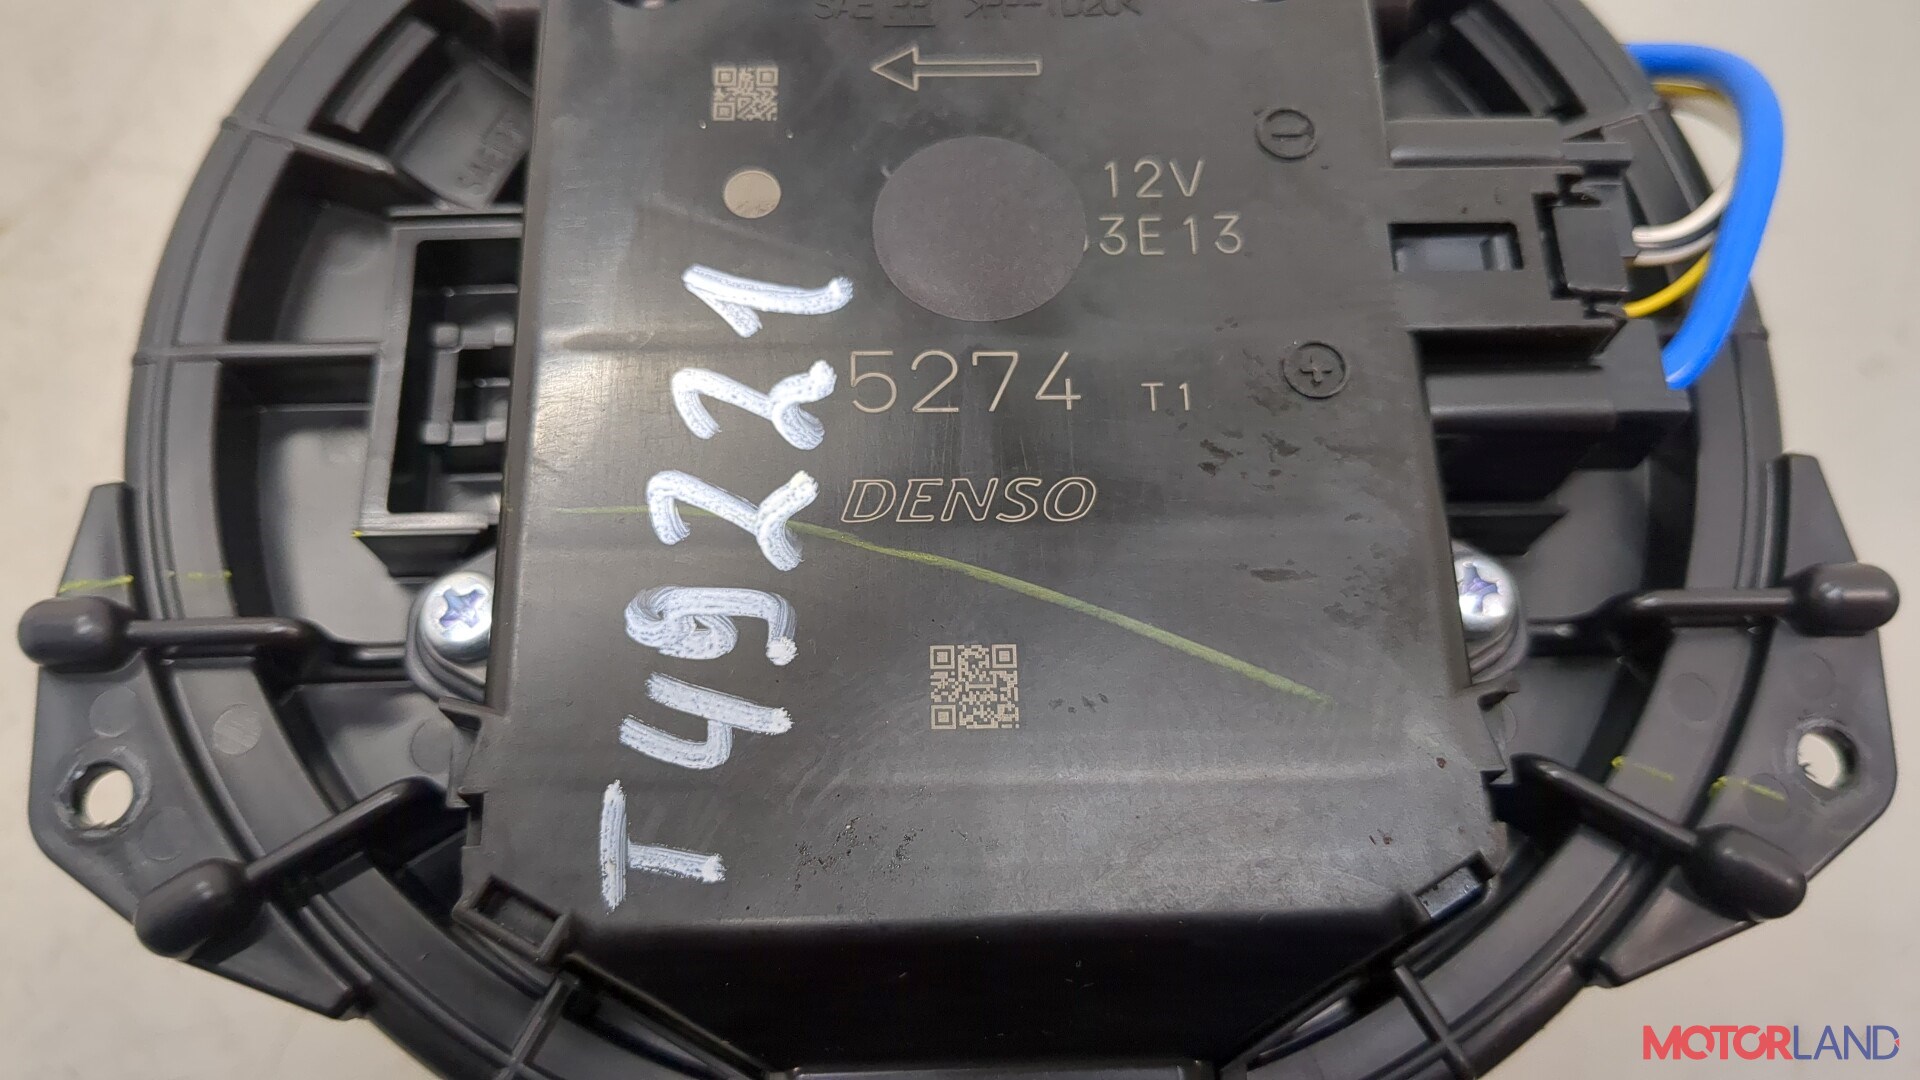 12V
3E13
5274 T1
DENSO
T49221
MOTORLAND